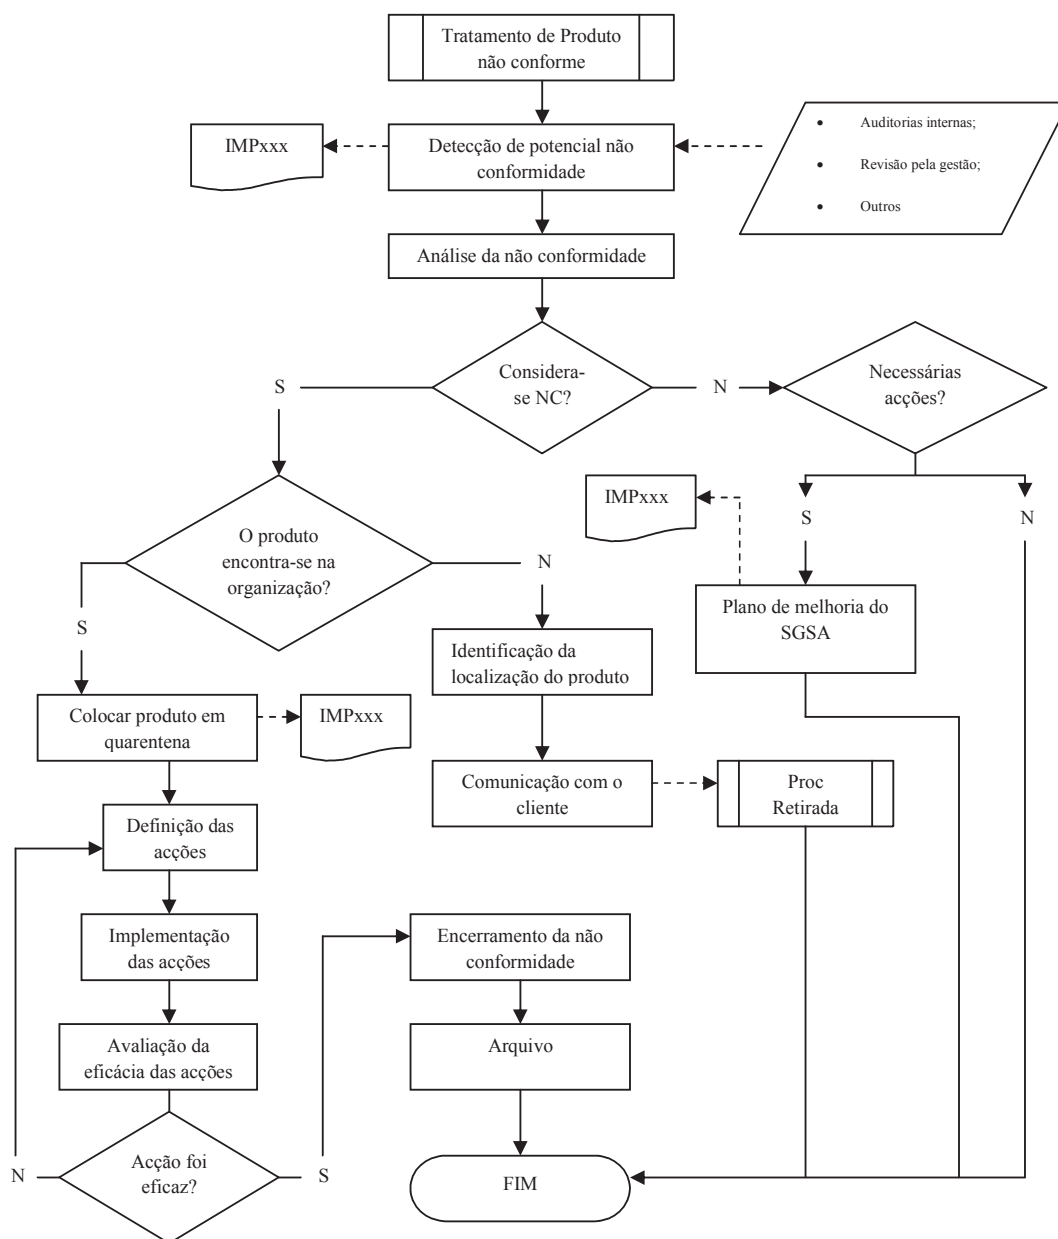 Tratamento de Produto
não conforme
IMPxxx
Detecção de potencial não
conformidade
• Auditorias internas;
• Revisão pela gestão;
• Outros
Análise da não conformidade
Considera-
se NC?
S
N
Necessárias
acções?
O produto
encontra-se na
organização?
IMPxxx
S
N
N
S
Plano de melhoria do
SGSA
Identificação da
localização do produto
Colocar produto em
quarentena
IMPxxx
Comunicação com o
cliente
Proc
Retirada
Definição das
acções
Implementação
das acções
Encerramento da não
conformidade
Avaliação da
eficácia das acções
Arquivo
Acção foi
eficaz?
N
S
FIM